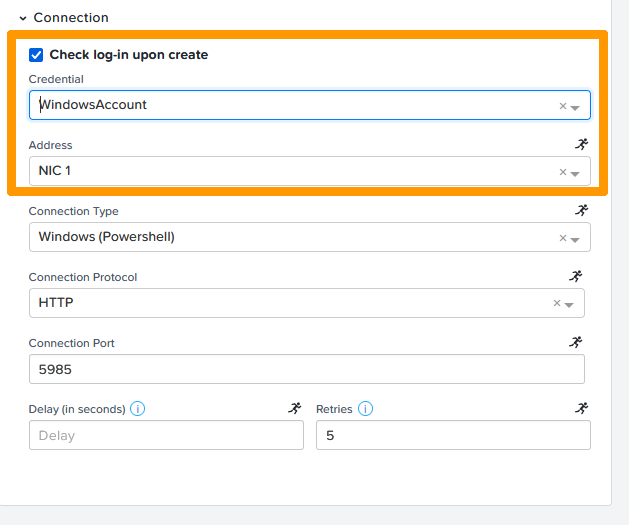 Connection
Check log-in upon create
Credential
WindowsAccount
Address
NIC 1
Connection Type
Windows (Powershell)
Connection Protocol
HTTP
Connection Port
5985
Delay (in seconds) Retries
Delay 5